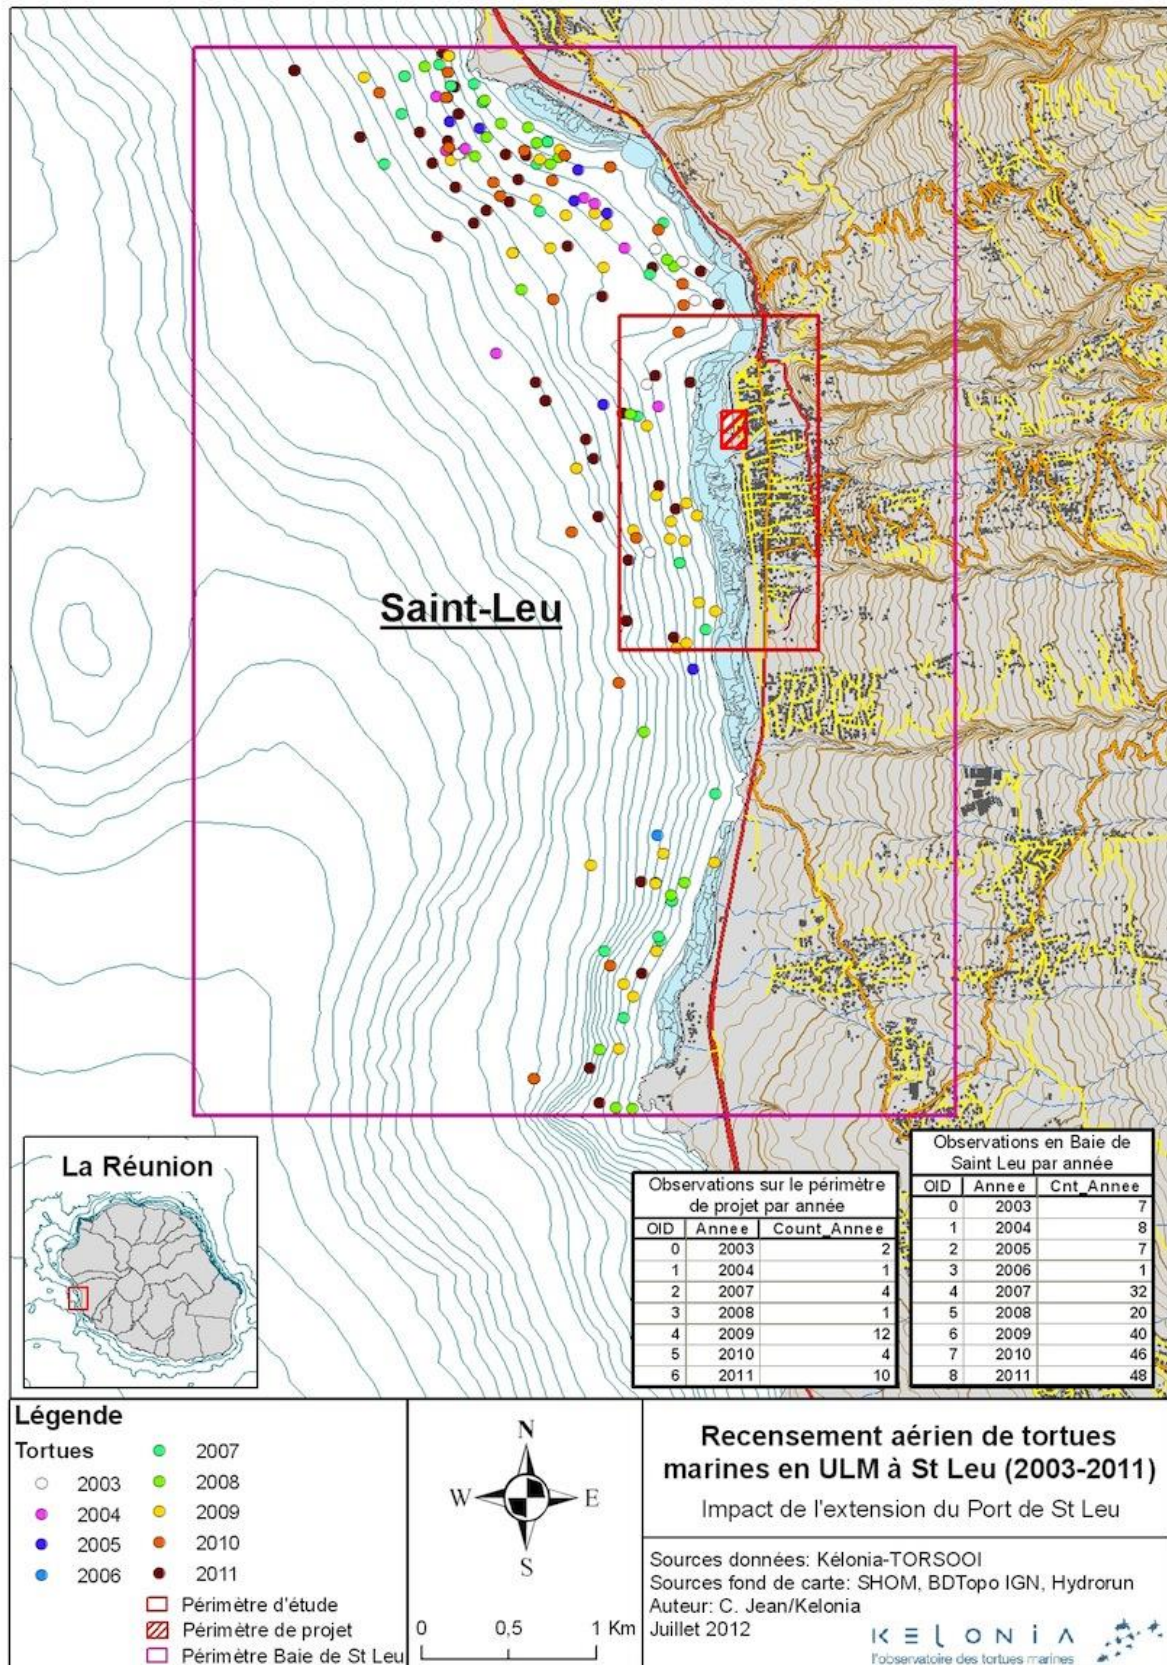 Saint-Leu
La Réunion
Observations sur le périmètre
de projet par année
OID Annee Count_Annee
0 2003 2
1 2004 1
2 2007 4
3 2008 1
4 2009 12
5 2010 4
6 2011 10
Observations en Baie de
Saint Leu par année
OID Annee Cnt_Annee
0 2003 7
1 2004 8
2 2005 7
3 2006 1
4 2007 32
5 2008 20
6 2009 40
7 2010 46
8 2011 48
Légende
Tortues
2003
2004
2005
2006
2007
2008
2009
2010
2011
Périmètre d'étude
Périmètre de projet
Périmètre Baie de St Leu
N
W E
S
0 0,5 1 Km
Recensement aérien de tortues
marines en ULM à St Leu (2003-2011)
Impact de l'extension du Port de St Leu
Sources données: Kélonia-TORSOOI
Sources fond de carte: SHOM, BDTopo IGN, Hydrorun
Auteur: C. Jean/Kelonia
Juillet 2012
KELONIA
l'observatoire des tortues marines